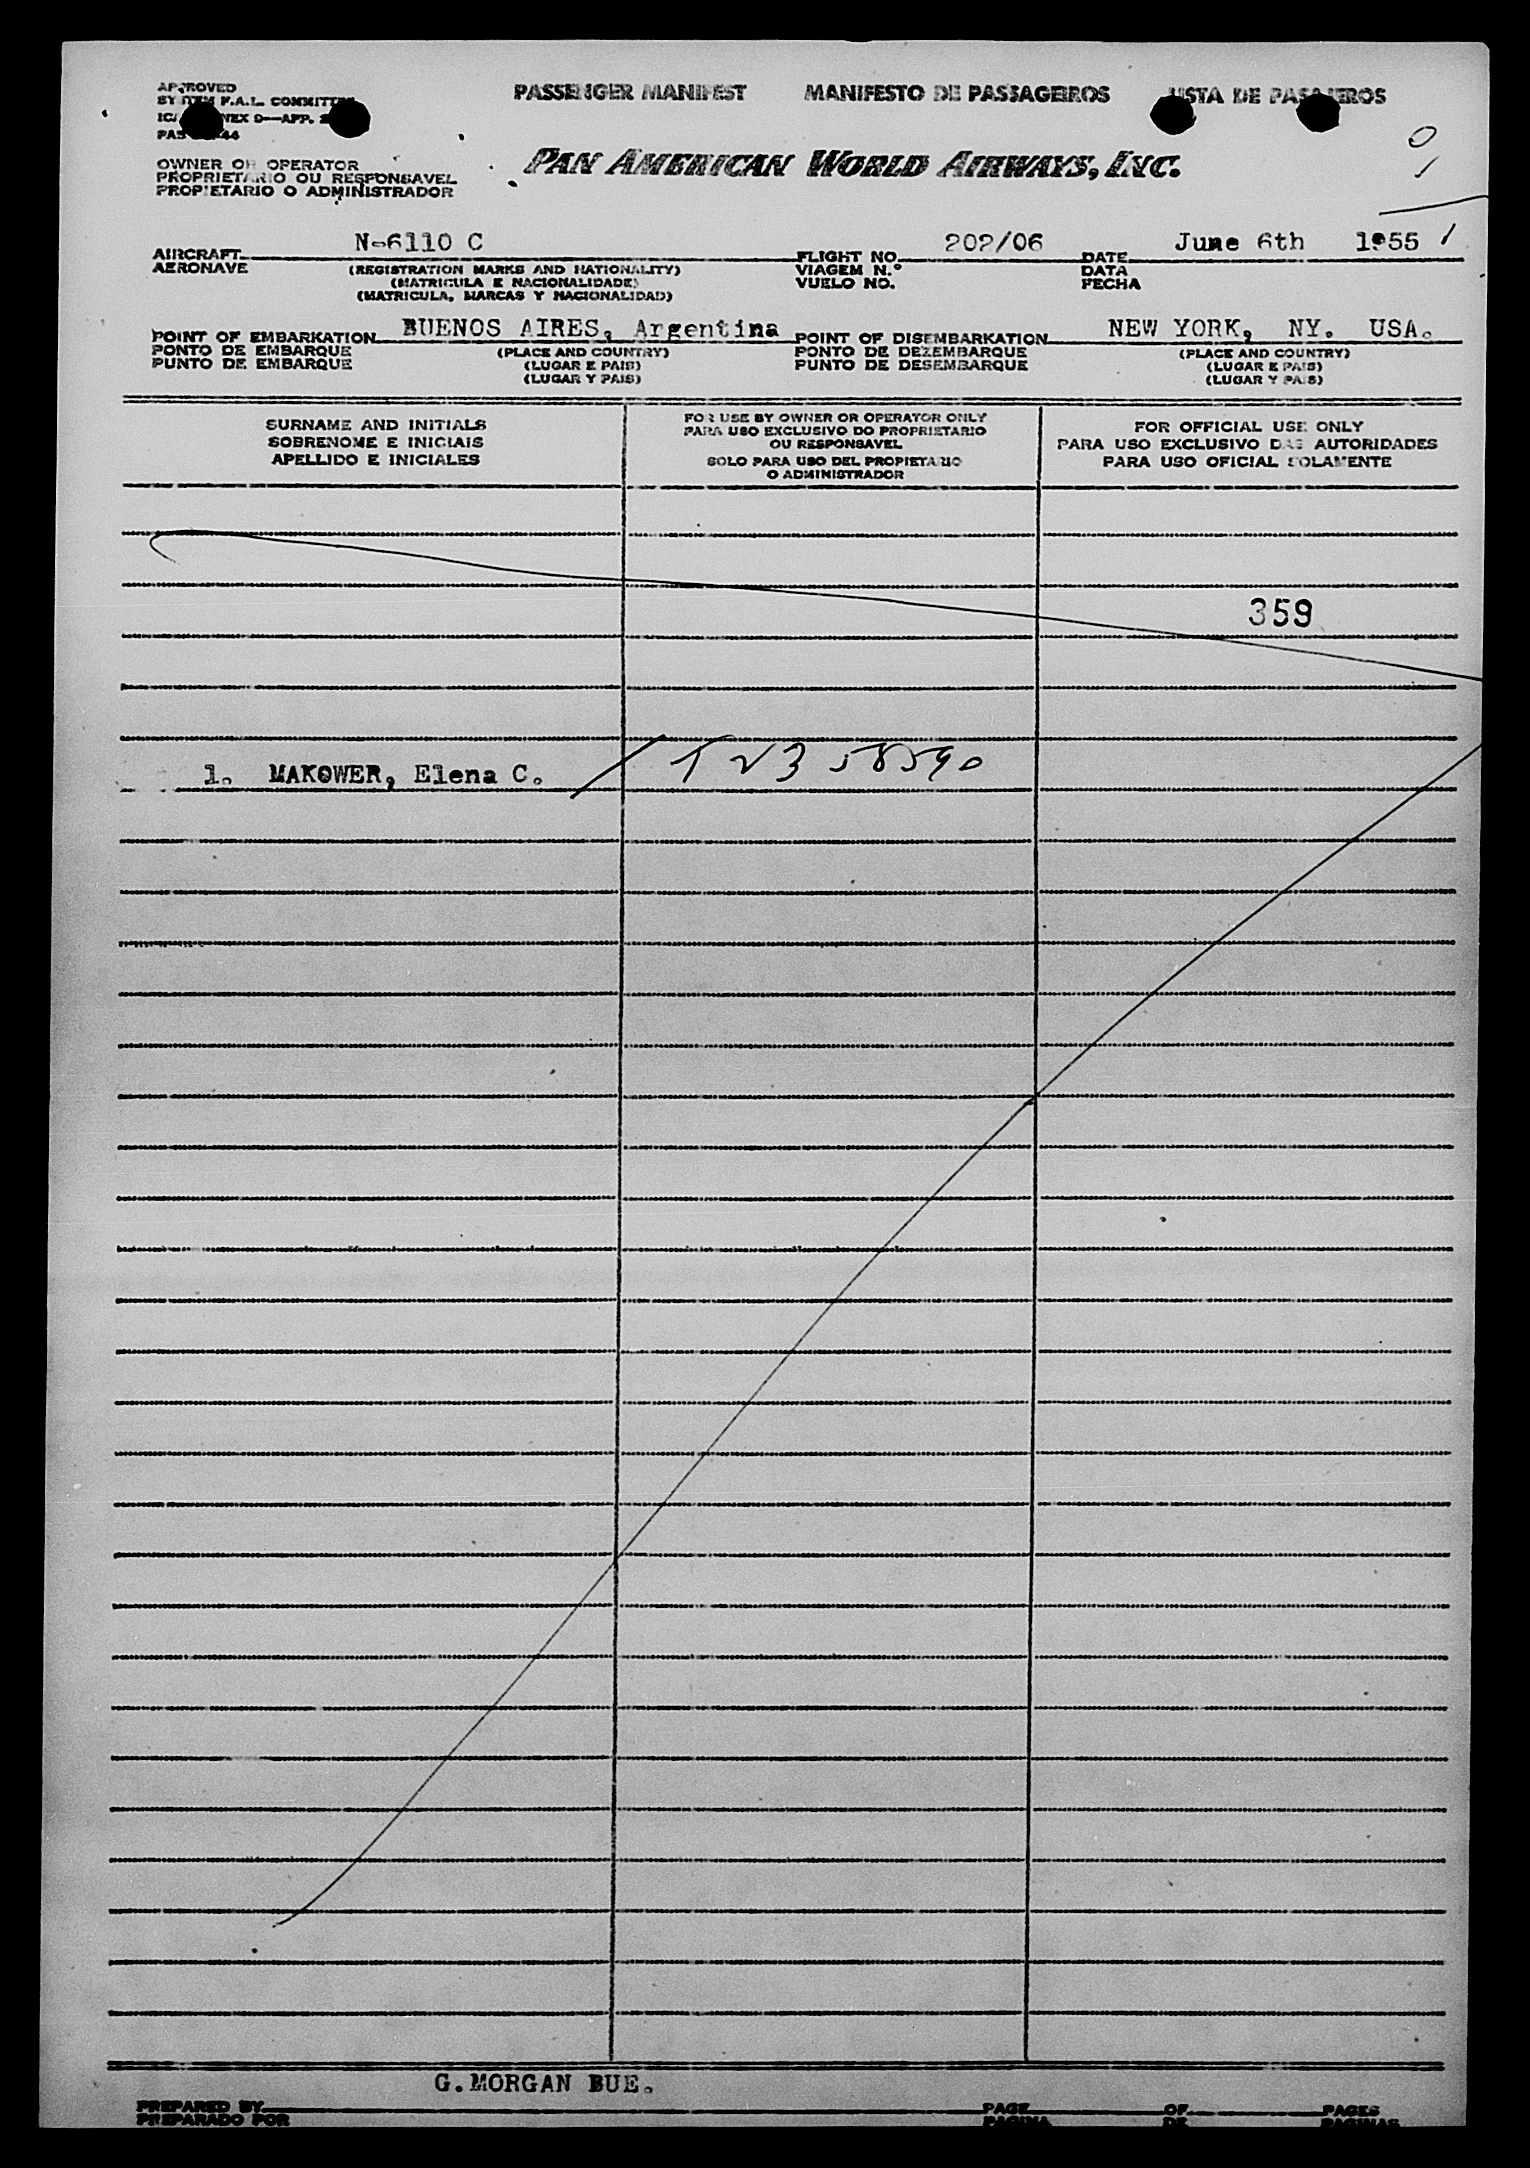 APPROVED
BY ITEM F.A.L. COMMITTEE
PASSENGER MANIFEST MANIFESTO DE PASSAGEIROS LISTA DE PASAJEROS
OWNER OR OPERATOR
PROPRIETARIO OU RESPONSAVEL
PROPIETARIO O ADMINISTRADOR
PAN AMERICAN WORLD AIRWAYS, INC.
AIRCRAFT N-6110 C FLIGHT NO. 202/06 DATE June 6th 1955
AERONAVE (REGISTRATION MARKS AND NATIONALITY) VIAGEM N.° DATA
(MATRICULA E NACIONALIDADE) VUELO NO. FECHA
(MATRICULA, MARCAS Y NACIONALIDAD)
POINT OF EMBARKATION BUENOS AIRES, Argentina POINT OF DISEMBARKATION NEW YORK, NY. USA.
PONTO DE EMBARQUE (PLACE AND COUNTRY) PONTO DE DEZEMBARQUE (PLACE AND COUNTRY)
PUNTO DE EMBARQUE (LUGAR E PAIS) PUNTO DE DESEMBARQUE (LUGAR E PAIS)
(LUGAR Y PAIS) (LUGAR Y PAIS)
SURNAME AND INITIALS
SOBRENOME E INICIAIS
APELLIDO E INICIALES
FOR USE BY OWNER OR OPERATOR ONLY
PARA USO EXCLUSIVO DO PROPRIETARIO
OU RESPONSAVEL
SOLO PARA USO DEL PROPIETARIO
O ADMINISTRADOR
FOR OFFICIAL USE ONLY
PARA USO EXCLUSIVO DAS AUTORIDADES
PARA USO OFICIAL SOLAMENTE
359
1. MAKOWER, Elena C. 58590
G.MORGAN BUE.
PREPARED BY PAGE OF PAGES
PREPARADO POR PAGINA DE PAGINAS